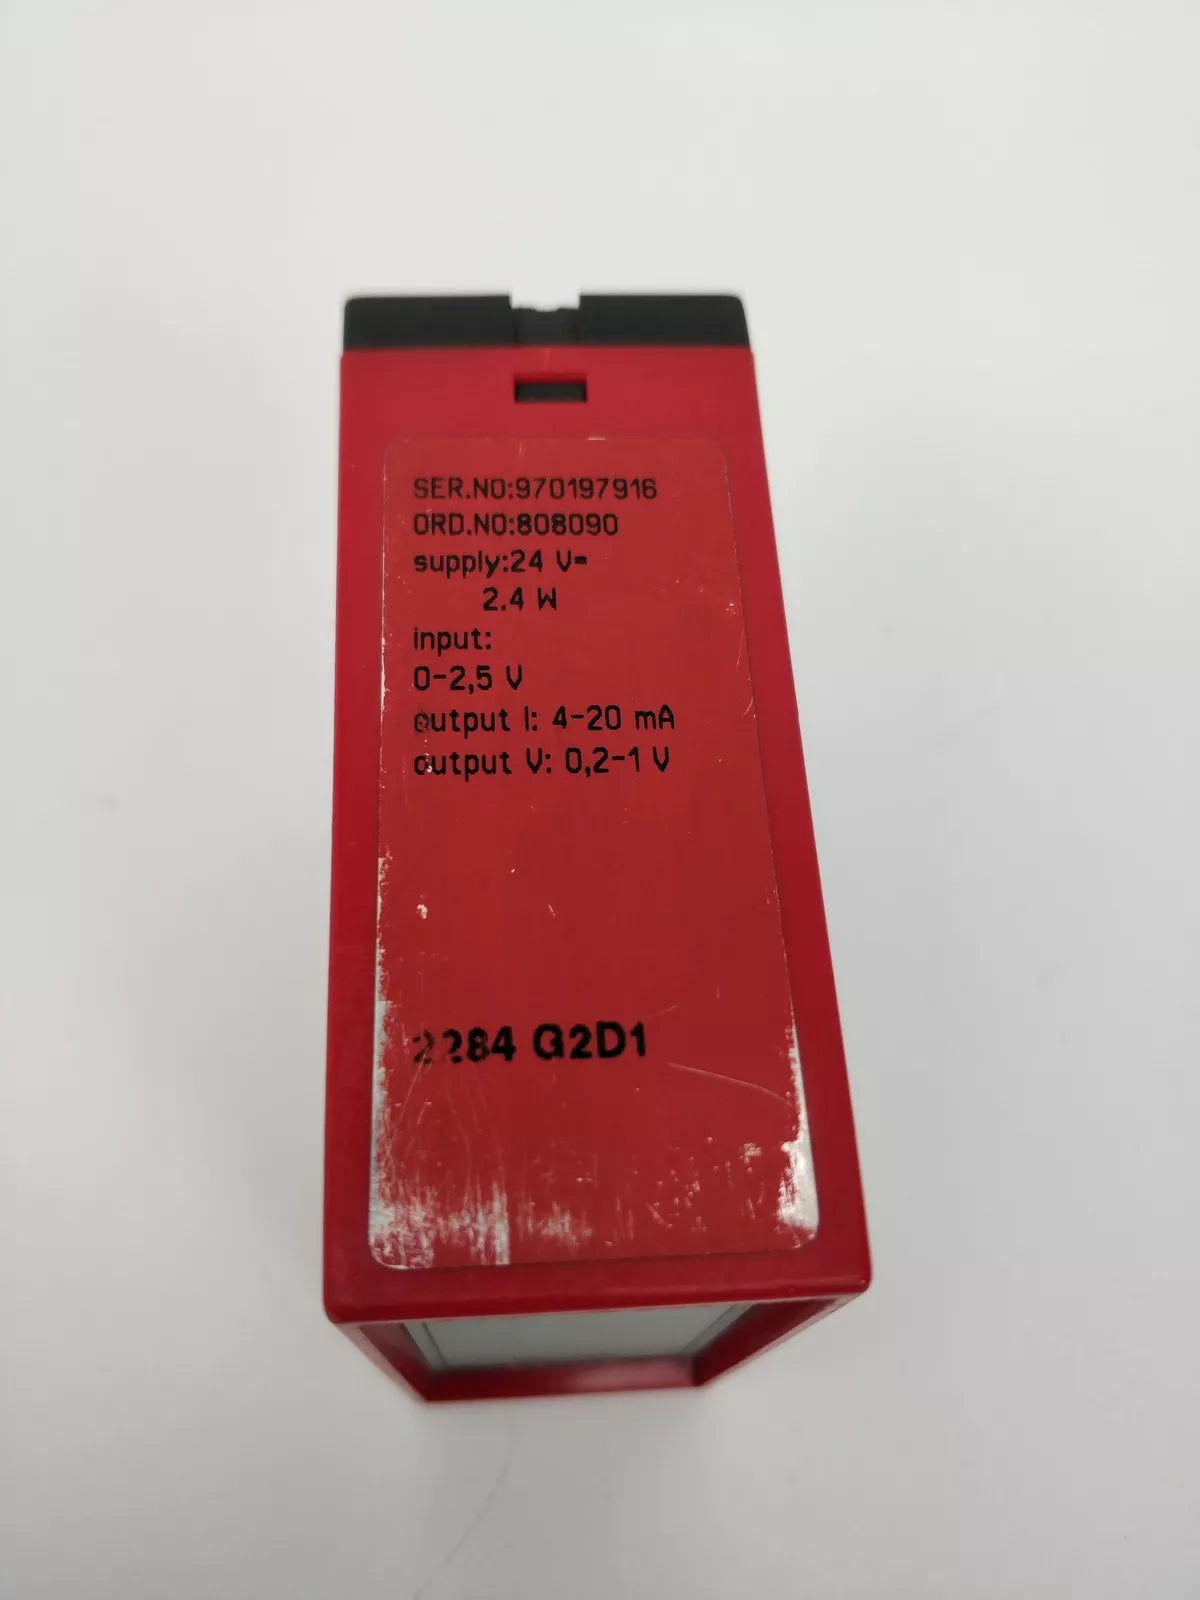 SER.NO:970197916
ORD.NO:808090
supply:24 V=
2.4 W
input:
0-2,5 V
output I: 4-20 mA
output V: 0,2-1 V
2284 G2D1